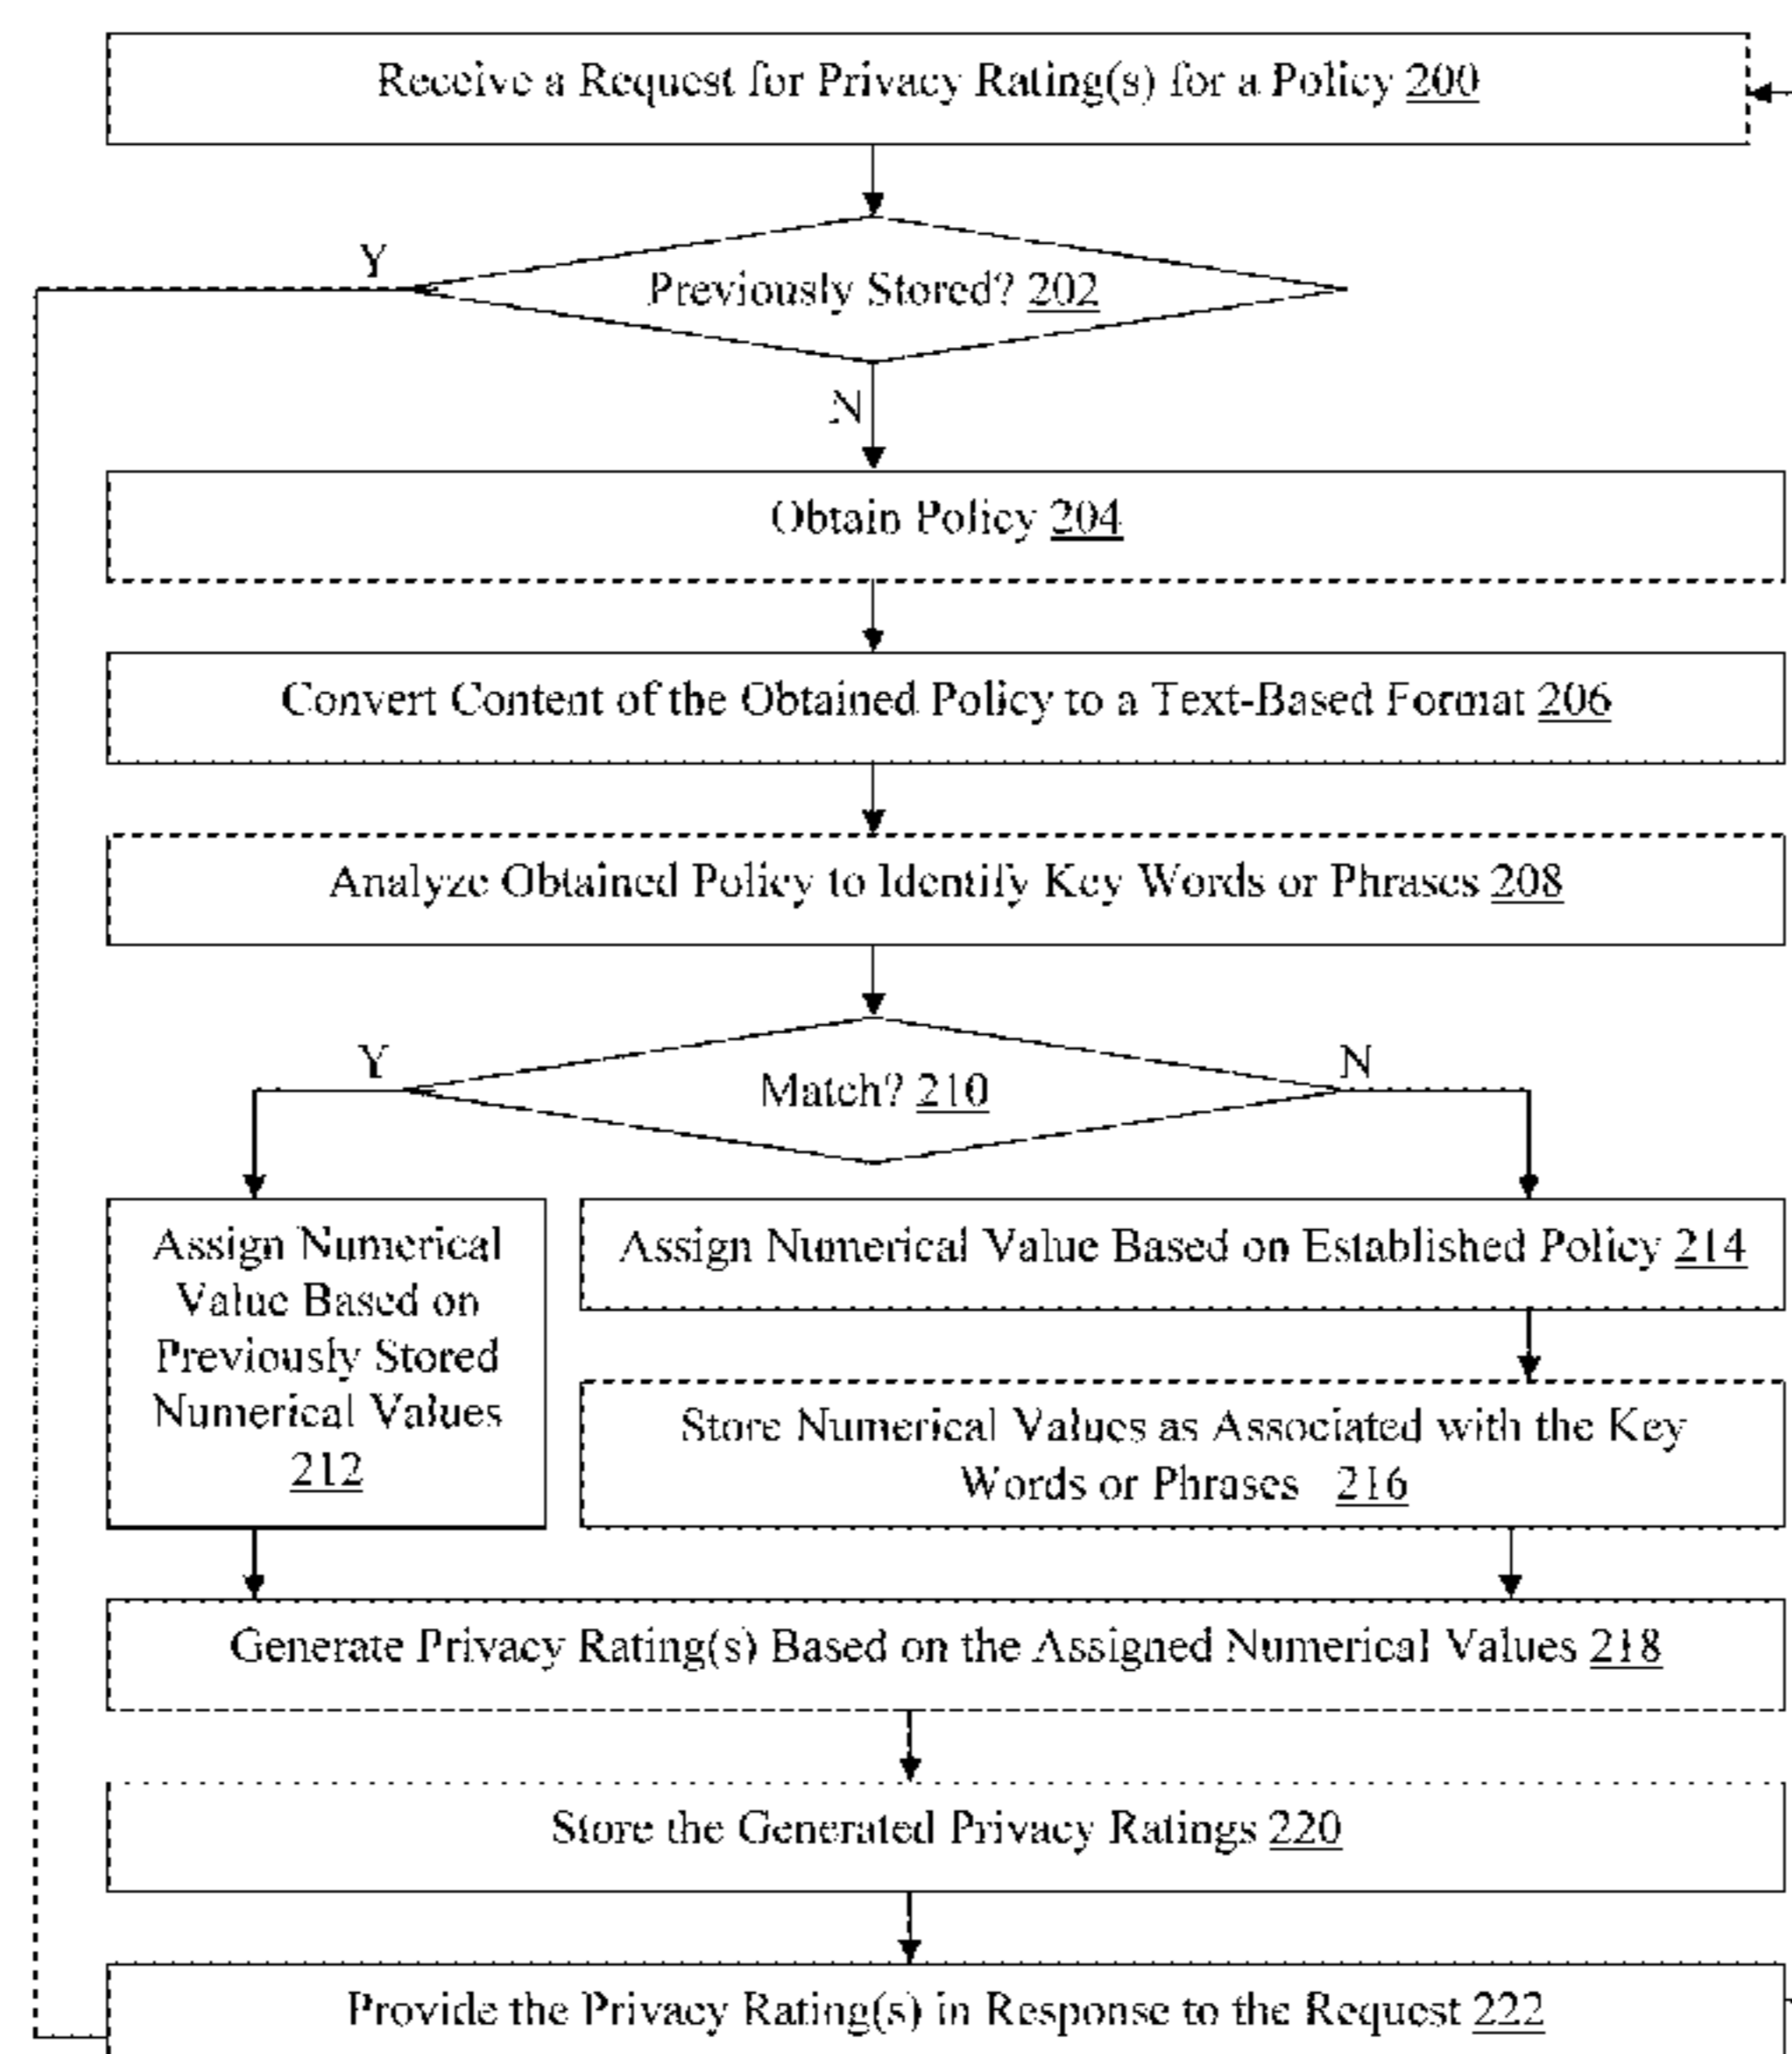 Receive a Request for Privacy Rating(s) for a Policy 200
Y
Previously Stored? 202
N
Obtain Policy 204
Convert Content of the Obtained Policy to a Text-Based Format 206
Analyze Obtained Policy to Identify Key Words or Phrases 208
Y
N
Match? 210
Assign Numerical
Value Based on
Previously Stored
Numerical Values
212
Assign Numerical Value Based on Established Policy 214
Store Numerical Values as Associated with the Key
Words or Phrases 216
Generate Privacy Rating(s) Based on the Assigned Numerical Values 218
Store the Generated Privacy Ratings 220
Provide the Privacy Rating(s) in Response to the Request 222